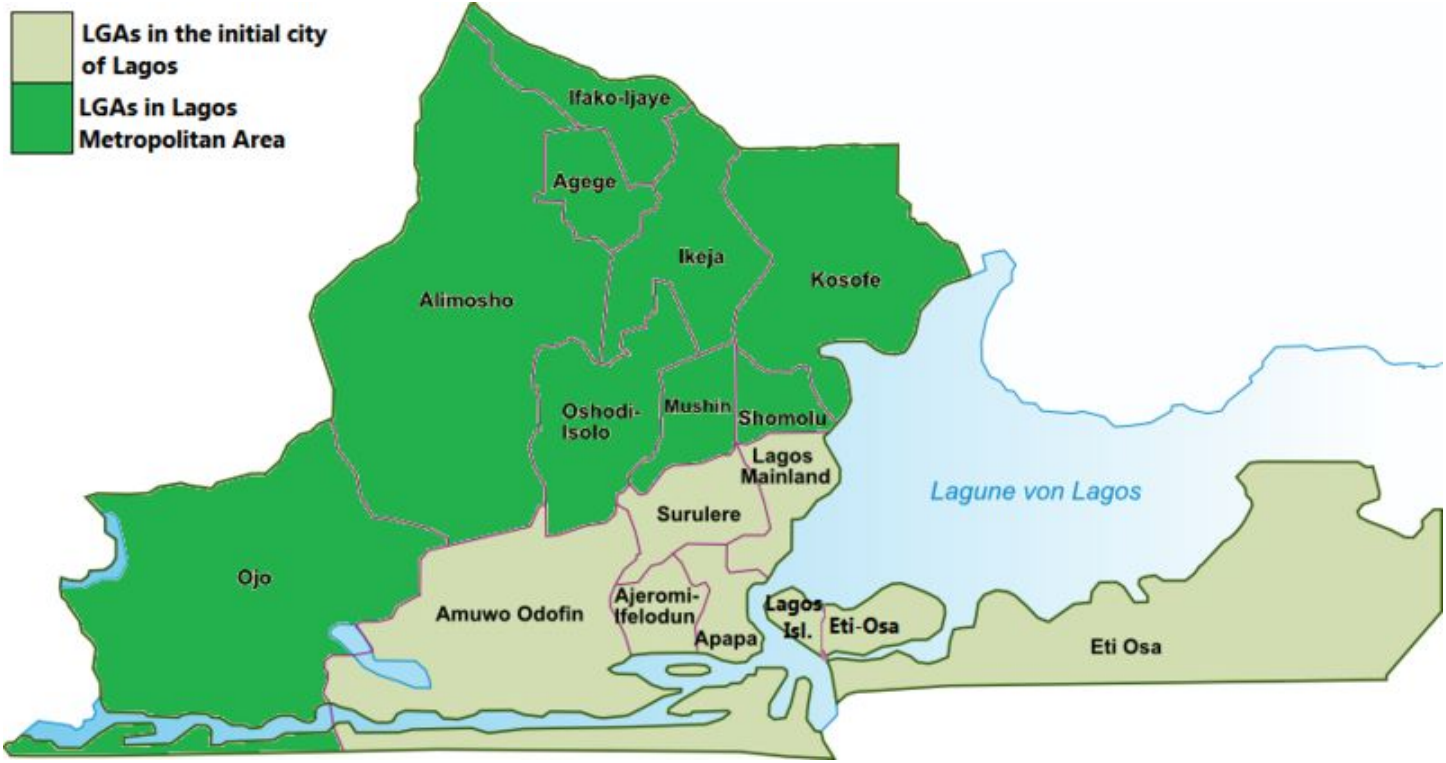 LGAs in the initial city
of Lagos
LGAs in Lagos
Metropolitan Area
Ifako-Ijaye
Agege
Ikeja
Kosofe
Alimosho
Oshodi-
Isolo
Mushin
Shomolu
Lagos
Mainland
Lagune von Lagos
Surulere
Ojo
Amuwo Odofin
Ajeromi-
Ifelodun
Apapa
Lagos
Isl.
Eti-Osa
Eti Osa